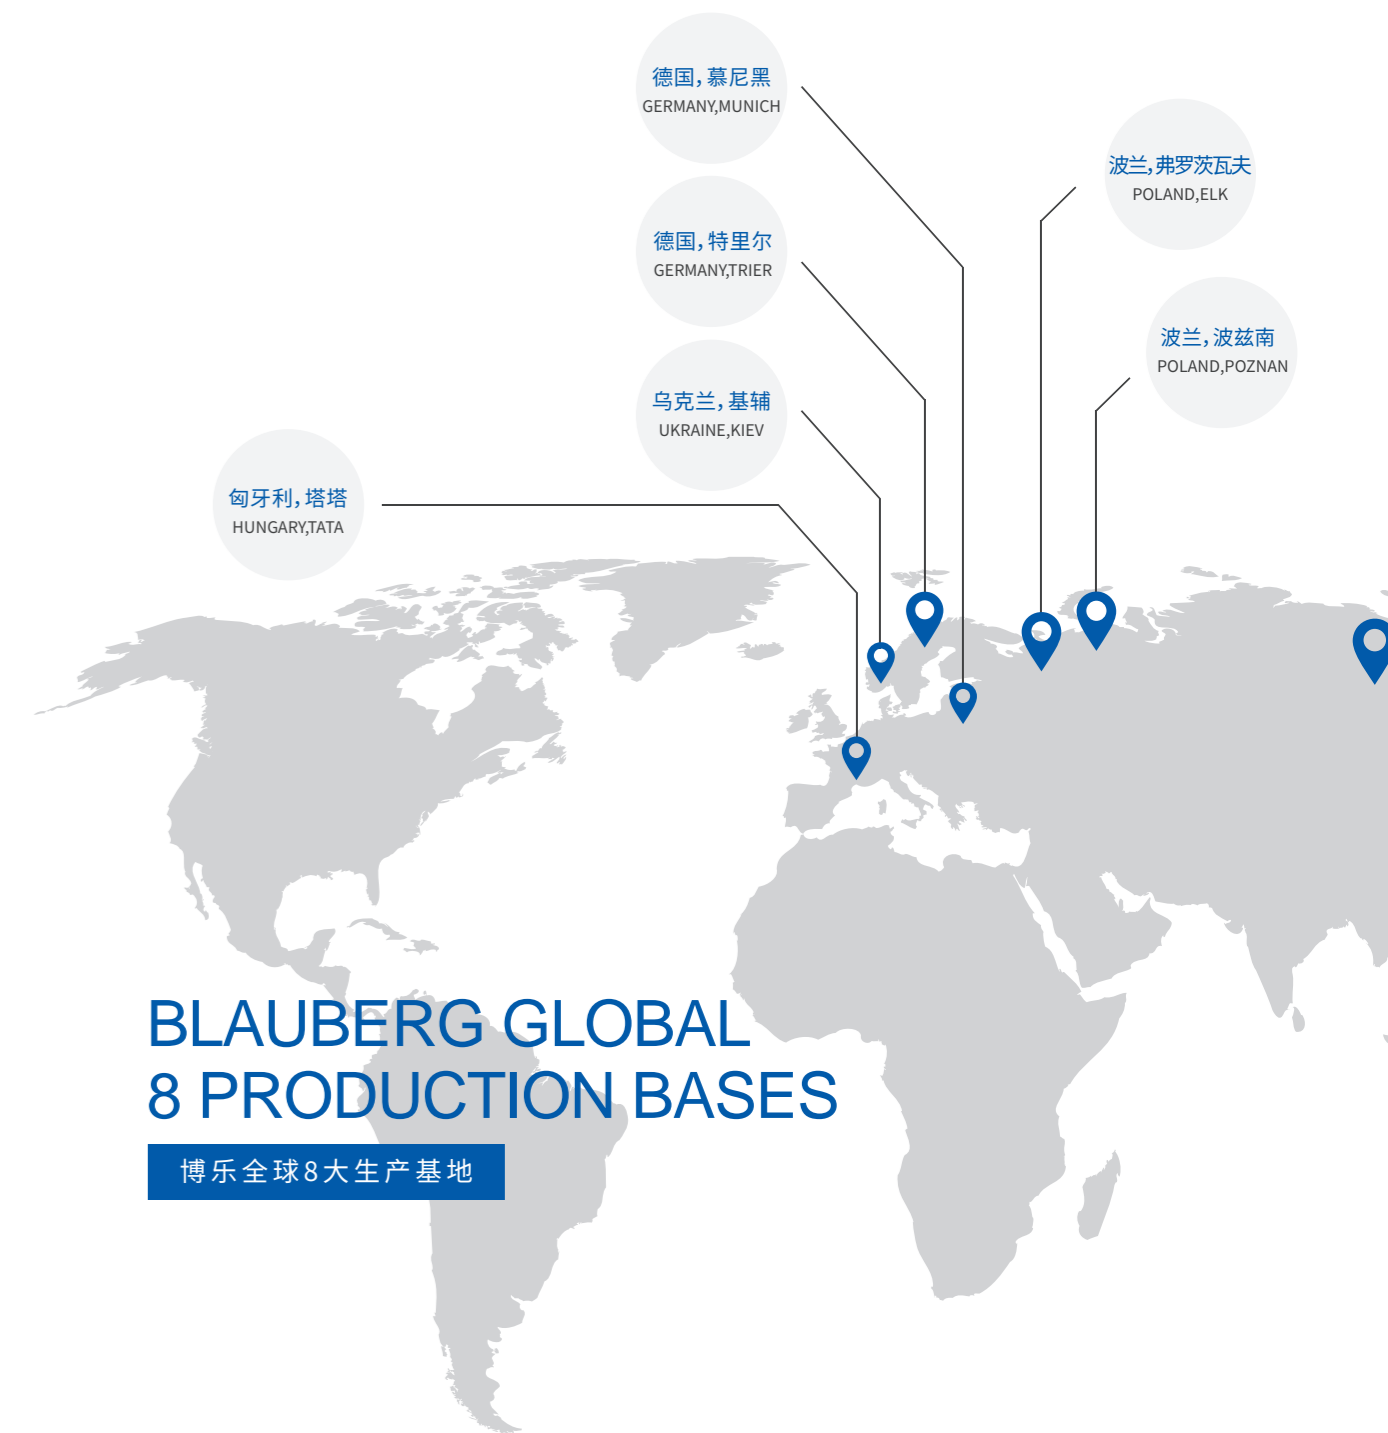 德国，慕尼黑
GERMANY,MUNICH
波兰，弗罗茨瓦夫
POLAND,ELK
德国，特里尔
GERMANY,TRIER
波兰，波兹南
POLAND,POZNAN
乌克兰，基辅
UKRAINE,KIEV
匈牙利，塔塔
HUNGARY,TATA
BLAUBERG GLOBAL
8 PRODUCTION BASES
博乐全球8大生产基地